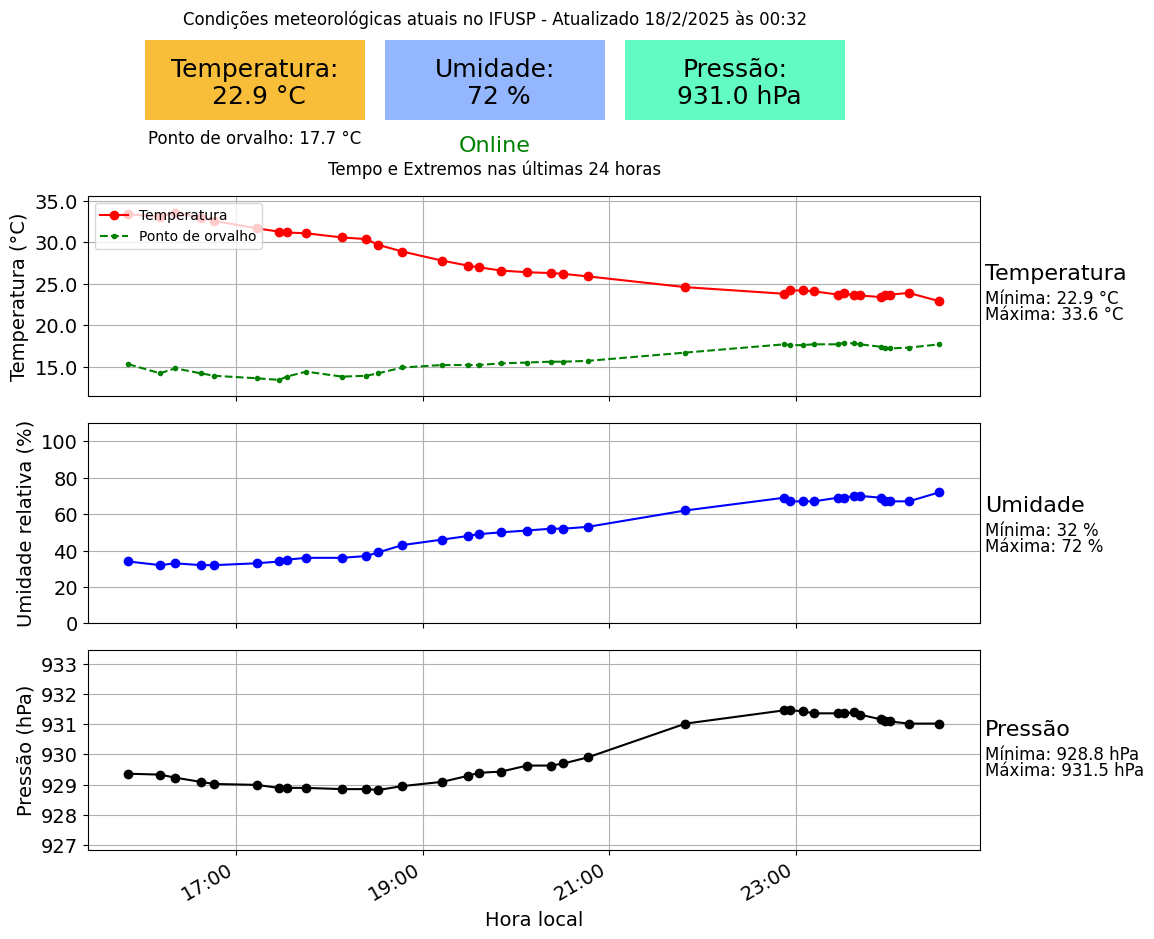 Condições meteorológicas atuais no IFUSP - Atualizado 18/2/2025 às 00:32
Temperatura:
22.9 °C
Umidade:
72 %
Pressão:
931.0 hPa
Ponto de orvalho: 17.7 °C
Online
Tempo e Extremos nas últimas 24 horas
Temperatura (°C)
35.0
30.0
25.0
20.0
15.0
Temperatura
Ponto de orvalho
Temperatura
Mínima: 22.9 °C
Máxima: 33.6 °C
Umidade relativa (%)
100
80
60
40
20
0
Umidade
Mínima: 32 %
Máxima: 72 %
Pressão (hPa)
933
932
931
930
929
928
927
Pressão
Mínima: 928.8 hPa
Máxima: 931.5 hPa
17:00
19:00
21:00
23:00
Hora local